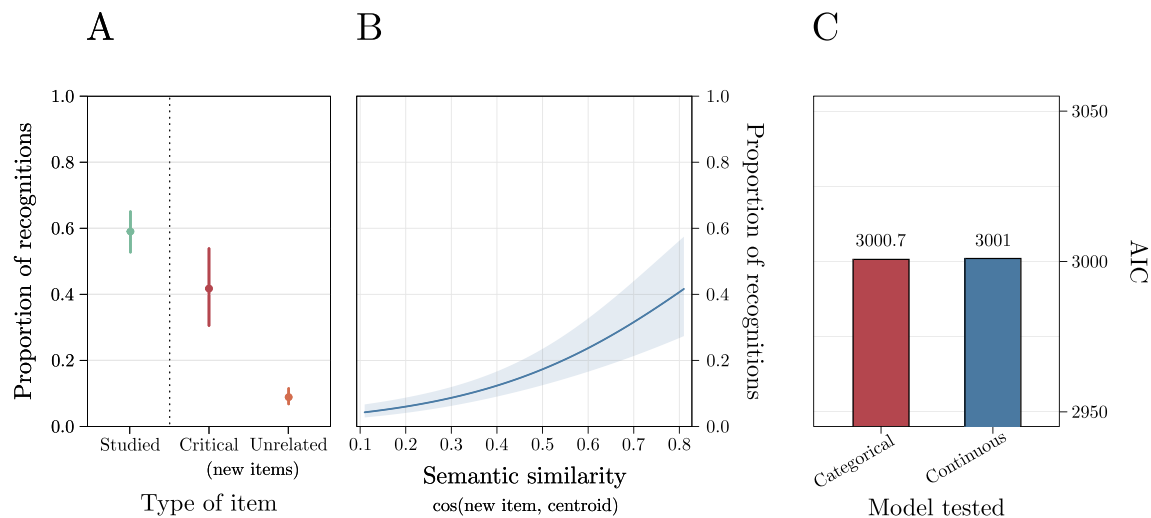 A
B
C
Proportion of recognitions
1.0
0.8
0.6
0.4
0.2
0.0
Studied
Critical
Unrelated
(new items)
Type of item
0.1
0.2
0.3
0.4
0.5
0.6
0.7
0.8
Semantic similarity
cos(new item, centroid)
1.0
0.8
0.6
0.4
0.2
0.0
Proportion of recognitions
3000.7
3001
Categorical
Continuous
Model tested
3050
3000
2950
AIC